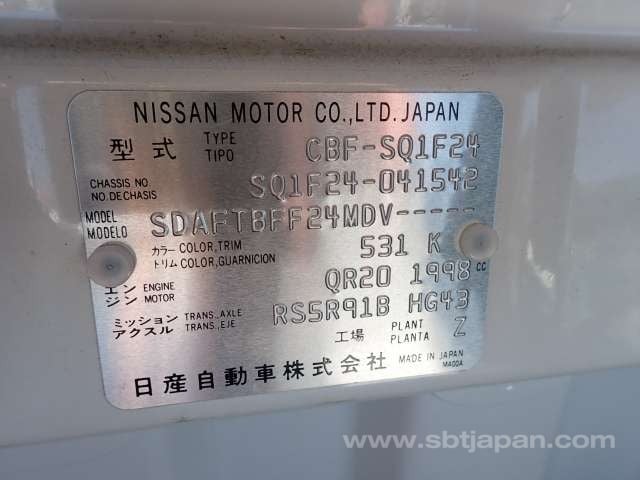 NISSAN MOTOR CO.,LTD. JAPAN
型式 TYPE TIPO CBF-SQ1F24
CHASSIS NO. NO. DE CHASIS SQ1F24-041542
MODEL MODELO SDAFTBFF24MDV-----
カラー COLOR, TRIM トリム COLOR, GUARNICION 531 K
エンジン ENGINE MOTOR QR20 1998 cc
ミッション アクスル TRANS., AXLE TRANS., EJE RS5R91B HG43
工場 PLANT PLANTA Z
日産自動車株式会社 MADE IN JAPAN
M400A
www.sbtjapan.com